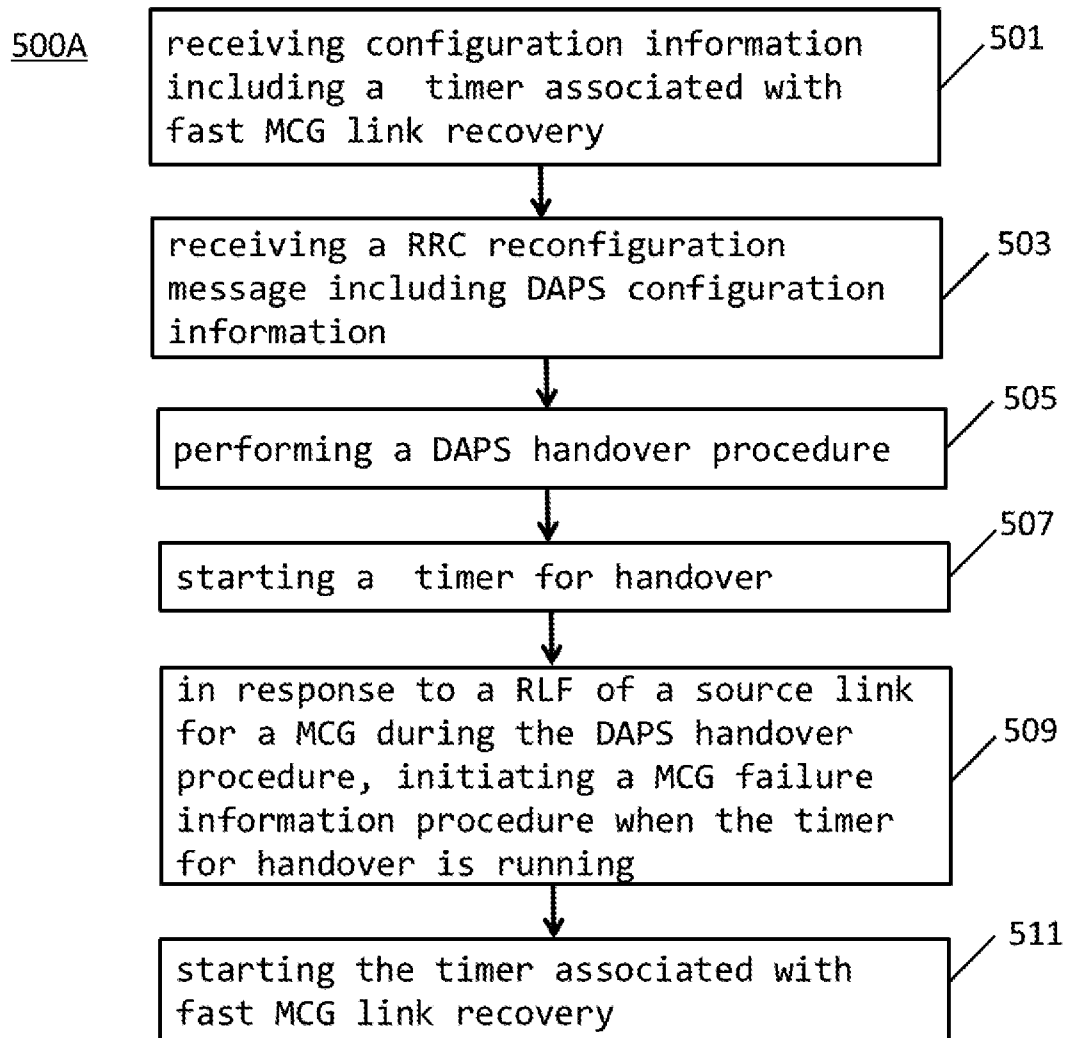 500A
receiving configuration information
including a timer associated with
fast MCG link recovery
501
receiving a RRC reconfiguration
message including DAPS configuration
information
503
performing a DAPS handover procedure
505
starting a timer for handover
507
in response to a RLF of a source link
for a MCG during the DAPS handover
procedure, initiating a MCG failure
information procedure when the timer
for handover is running
509
starting the timer associated with
fast MCG link recovery
511